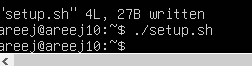 "setup.sh" 4L, 27B written
areej@areej10:~$ ./setup.sh
areej@areej10:~$